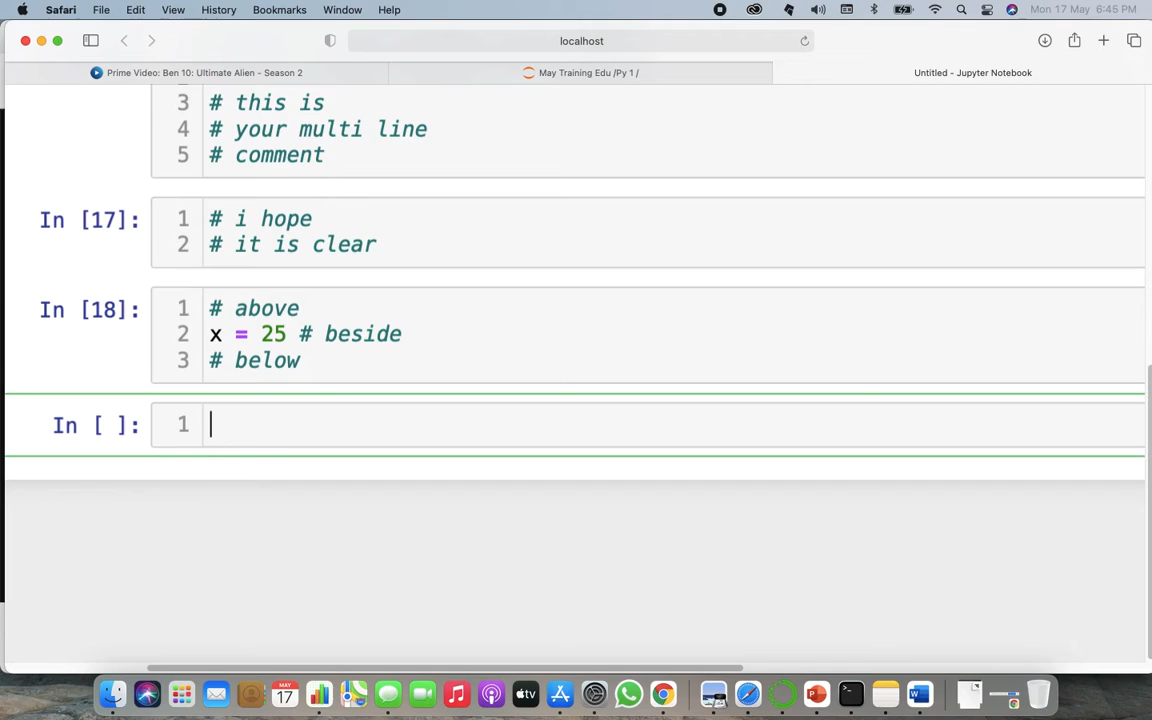 Safari File Edit View History Bookmarks Window Help Mon 17 May 6:45 PM
localhost
Prime Video: Ben 10: Ultimate Alien - Season 2 May Training Edu /Py 1 / Untitled - Jupyter Notebook
3 # this is
4 # your multi line
5 # comment
In [17]: 1 # i hope
2 # it is clear
In [18]: 1 # above
2 x = 25 # beside
3 # below
In [ ]: 1
MAY
17
tv